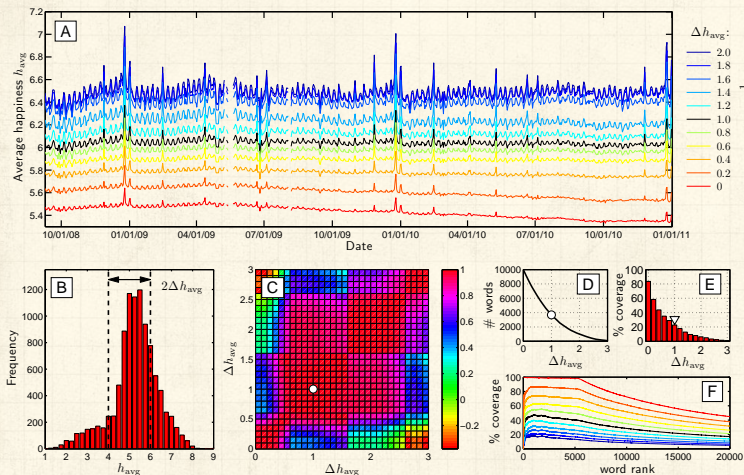 A
Average happiness h_avg
7.2
7
6.8
6.6
6.4
6.2
6
5.8
5.6
5.4
10/01/08
01/01/09
04/01/09
07/01/09
10/01/09
01/01/10
04/01/10
07/01/10
10/01/10
01/01/11
Date
Δh_avg:
2.0
1.8
1.6
1.4
1.2
1.0
0.8
0.6
0.4
0.2
0
B
2Δh_avg
Frequency
1200
1000
800
600
400
200
0
1 2 3 4 5 6 7 8 9
h_avg
C
Δh_avg
3
2.5
2
1.5
1
0.5
0
0 1 2 3
Δh_avg
1
0.8
0.6
0.4
0.2
0
−0.2
D
# words
10000
8000
6000
4000
2000
0
0 1 2 3
Δh_avg
E
% coverage
100
80
60
40
20
0
0 1 2 3
Δh_avg
F
% coverage
100
80
60
40
20
0
0 5000 10000 15000 20000
word rank